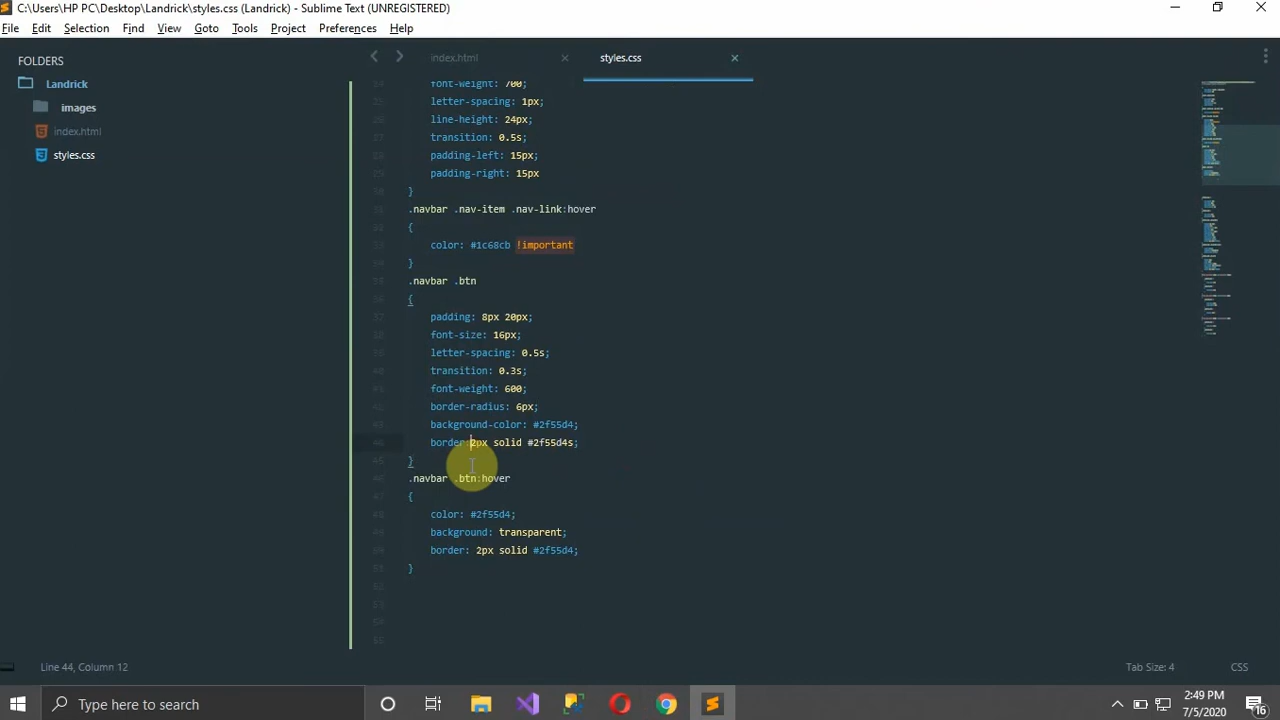 C:\Users\HP PC\Desktop\Landrick\styles.css (Landrick) - Sublime Text (UNREGISTERED)
File Edit Selection Find View Goto Tools Project Preferences Help
FOLDERS
Landrick
images
index.html
styles.css
index.html
styles.css
font-weight: 700;
letter-spacing: 1px;
line-height: 24px;
transition: 0.5s;
padding-left: 15px;
padding-right: 15px
}
.navbar .nav-item .nav-link:hover
{
color: #1c68cb !important
}
.navbar .btn
{
padding: 8px 20px;
font-size: 16px;
letter-spacing: 0.5s;
transition: 0.3s;
font-weight: 600;
border-radius: 6px;
background-color: #2f55d4;
border:2px solid #2f55d4s;
}
.navbar .btn:hover
{
color: #2f55d4;
background: transparent;
border: 2px solid #2f55d4;
}
Line 44, Column 12
Tab Size: 4
CSS
Type here to search
2:49 PM
7/5/2020
16